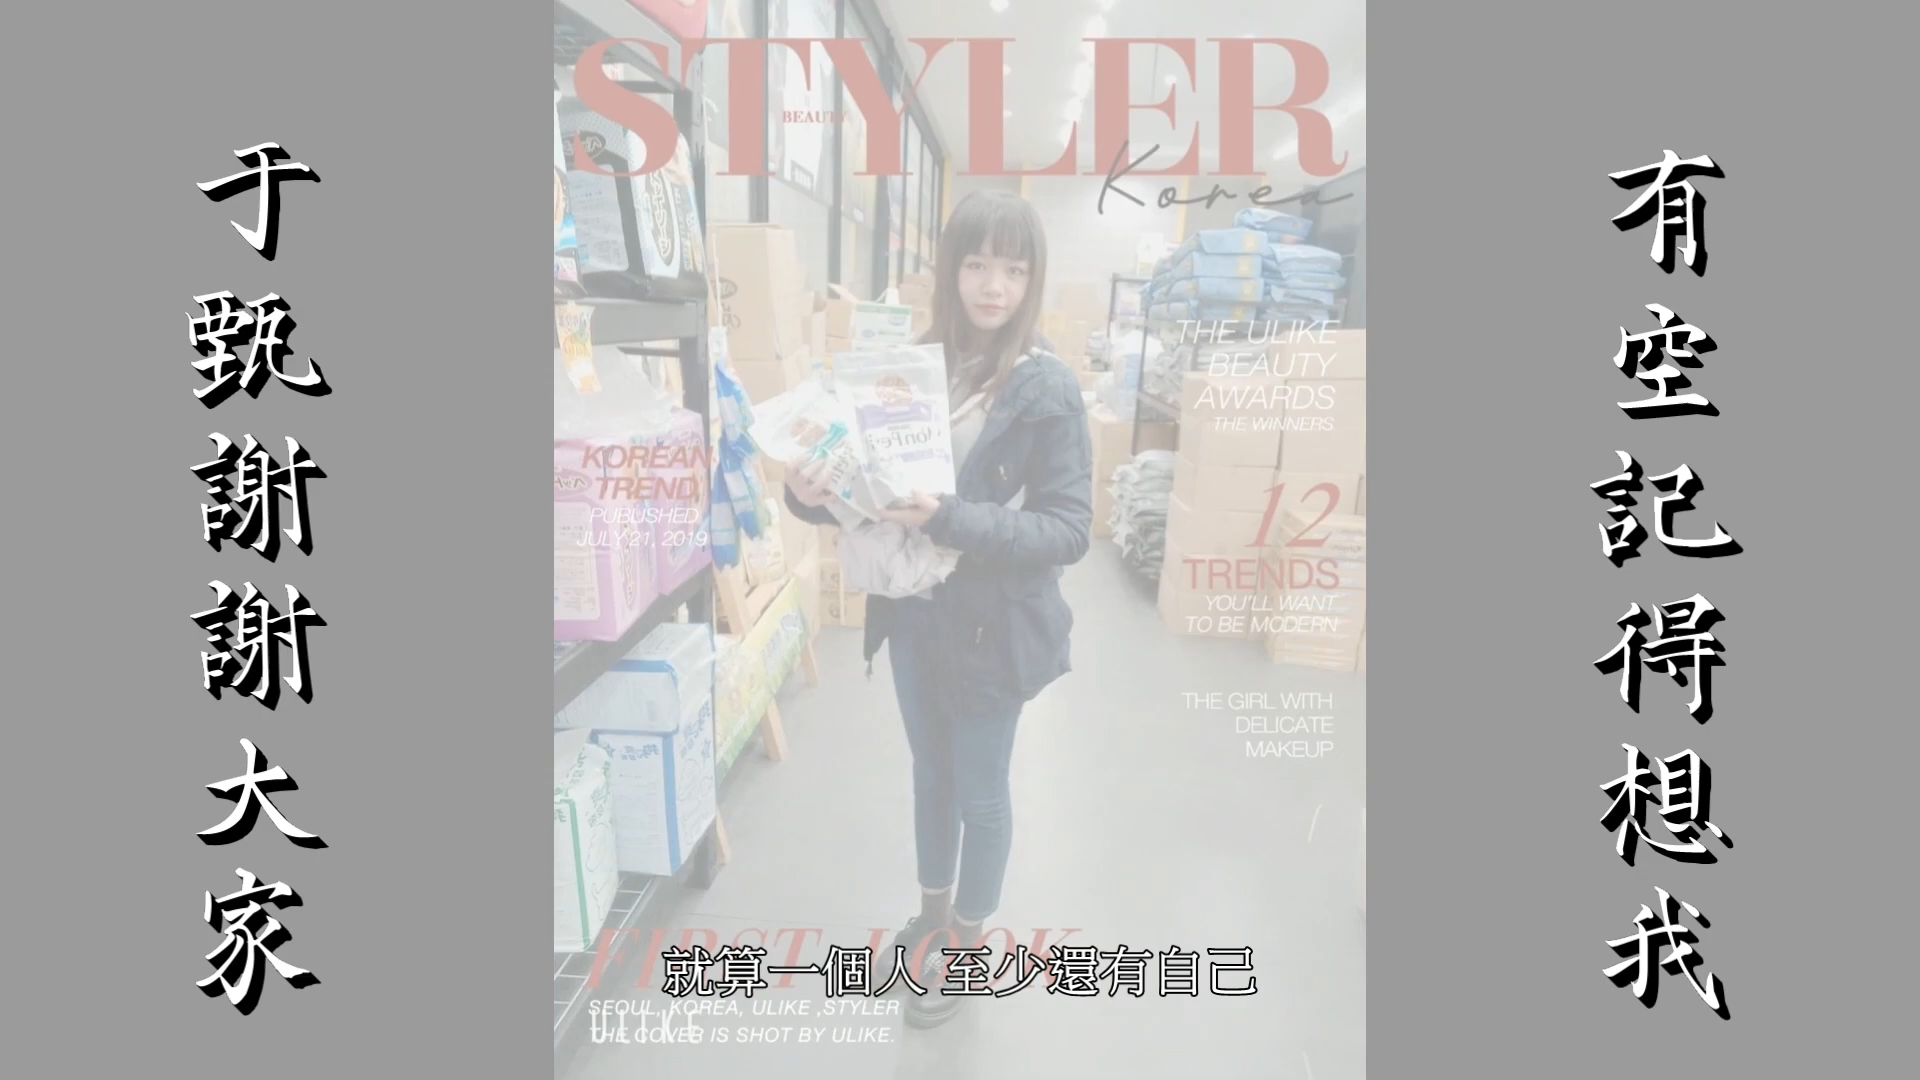 于甄謝謝大家
STYLER
BEAUTY
Korea
THE ULIKE
BEAUTY
AWARDS
THE WINNERS
KOREAN
TREND
PUBLISHED
JULY 21, 2019
12
TRENDS
YOU'LL WANT
TO BE MODERN
THE GIRL WITH
DELICATE
MAKEUP
FIRST LOOK
就算一個人 至少還有自己
SEOUL, KOREA, ULIKE ,STYLER
THE COVER IS SHOT BY ULIKE.
ULIKE
有空記得想我